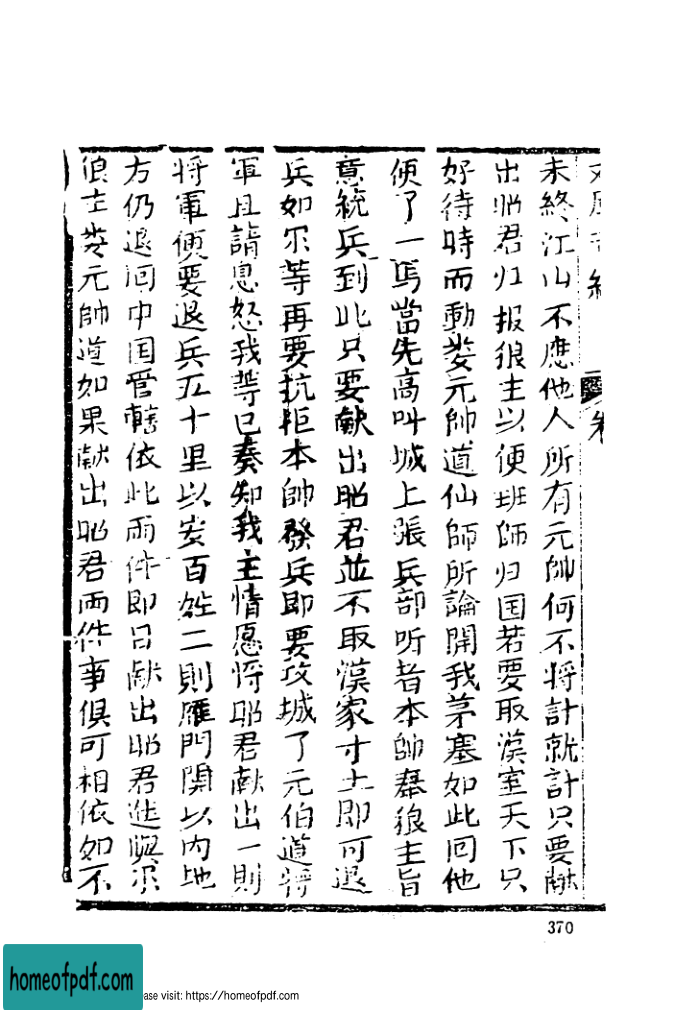 未終江山不應他人所有元帥何不将計就計只要献
出昭君归报狼主以便班師归国若要取漢室天下只
好待時而動娄元帥道仙師所論開我茅塞如此回他
便了一馬當先高叫城上張兵部听者本帥奉狼主旨
意統兵到此只要献出昭君並不取漢家寸土即可退
兵如尔等再要抗拒本帥發兵即要攻城了元伯道将
軍且請息怒我等已奏知我主情愿将昭君献出一則
将軍便要退兵五十里以安百姓二則雁門関以内地
方仍退回中国管轄依此兩件即日献出昭君送與尔
狼主娄元帥道如果献出昭君兩件事俱可相依如不
370
homeofpdf.com
ase visit: https://homeofpdf.com